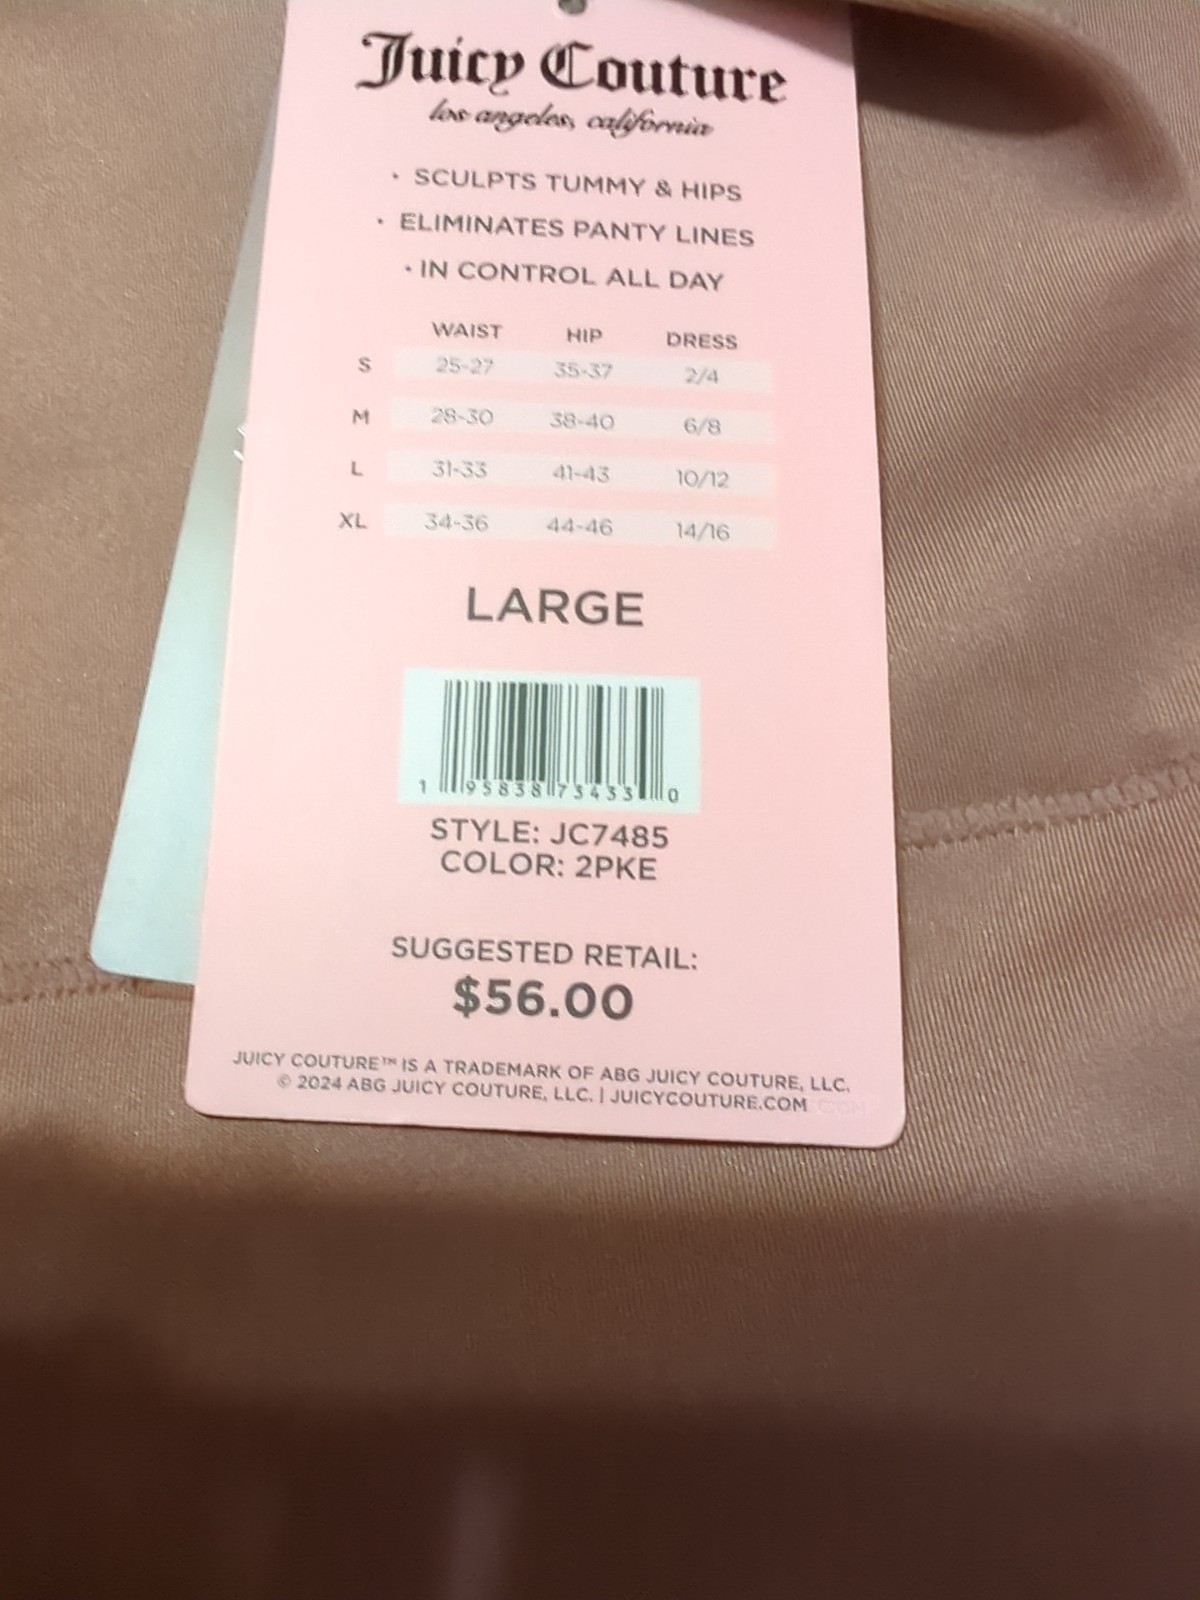 Juicy Couture
los angeles, california
• SCULPTS TUMMY & HIPS
• ELIMINATES PANTY LINES
• IN CONTROL ALL DAY
WAIST HIP DRESS
S 25-27 35-37 2/4
M 28-30 38-40 6/8
L 31-33 41-43 10/12
XL 34-36 44-46 14/16
LARGE
1 95838 73433 0
STYLE: JC7485
COLOR: 2PKE
SUGGESTED RETAIL:
$56.00
JUICY COUTURE™ IS A TRADEMARK OF ABG JUICY COUTURE, LLC.
© 2024 ABG JUICY COUTURE, LLC. | JUICYCOUTURE.COM